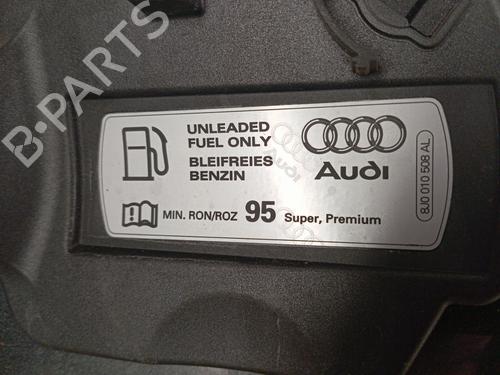 UNLEADED
FUEL ONLY
BLEIFREIES
BENZIN
Audi
MIN. RON/ROZ 95 Super, Premium
8J0 010 508 AL
B-PARTS